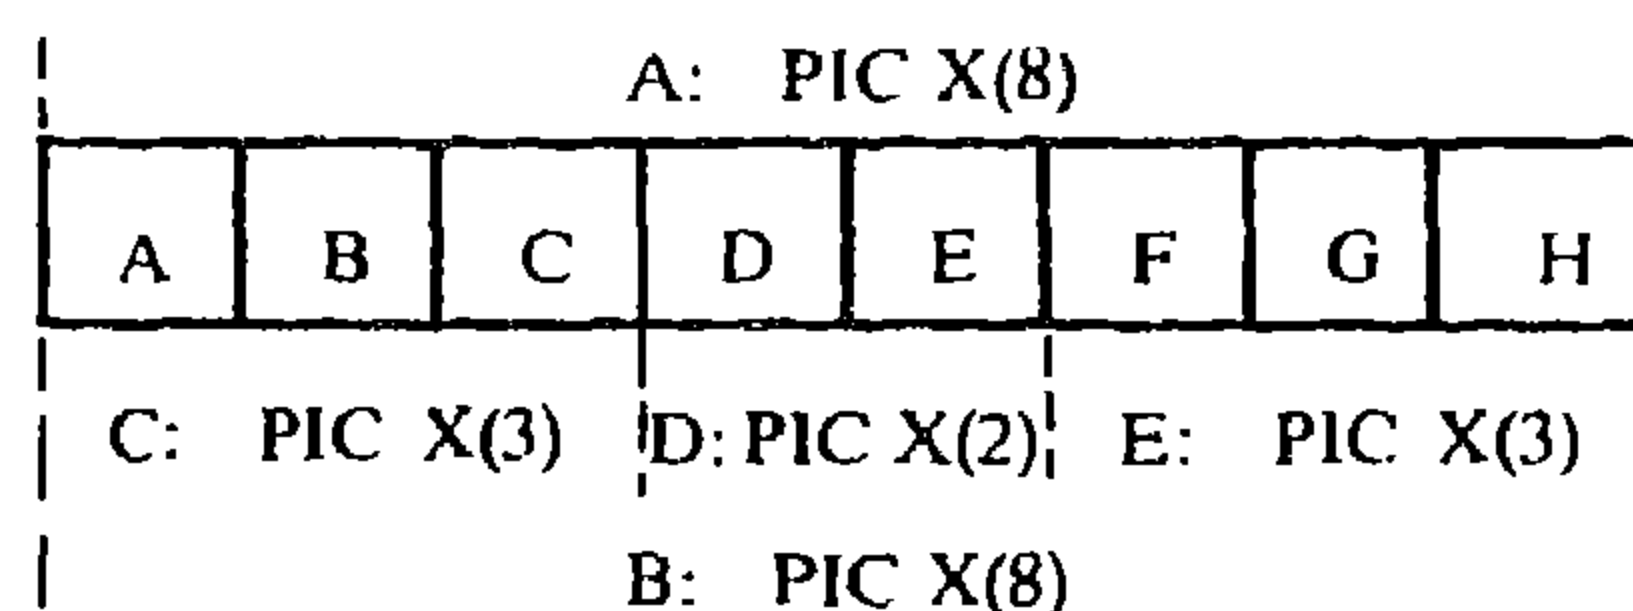 A: PIC X(8)
A B C D E F G H
C: PIC X(3) D: PIC X(2) E: PIC X(3)
B: PIC X(8)